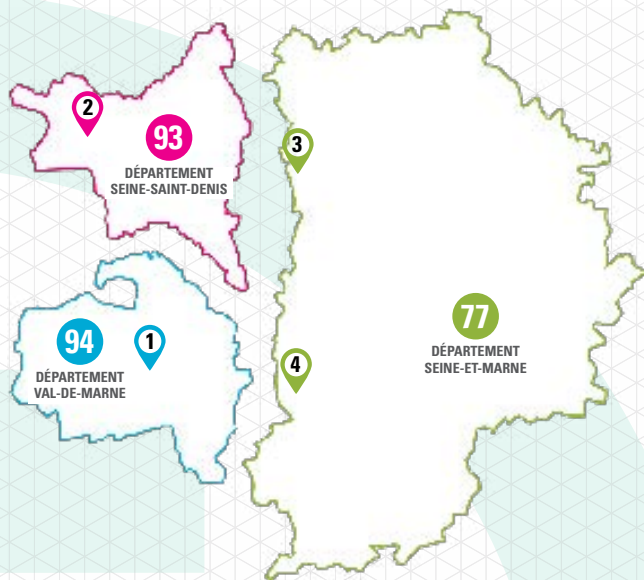 2
93
DÉPARTEMENT
SEINE-SAINT-DENIS
3
94
DÉPARTEMENT
VAL-DE-MARNE
1
77
DÉPARTEMENT
SEINE-ET-MARNE
4